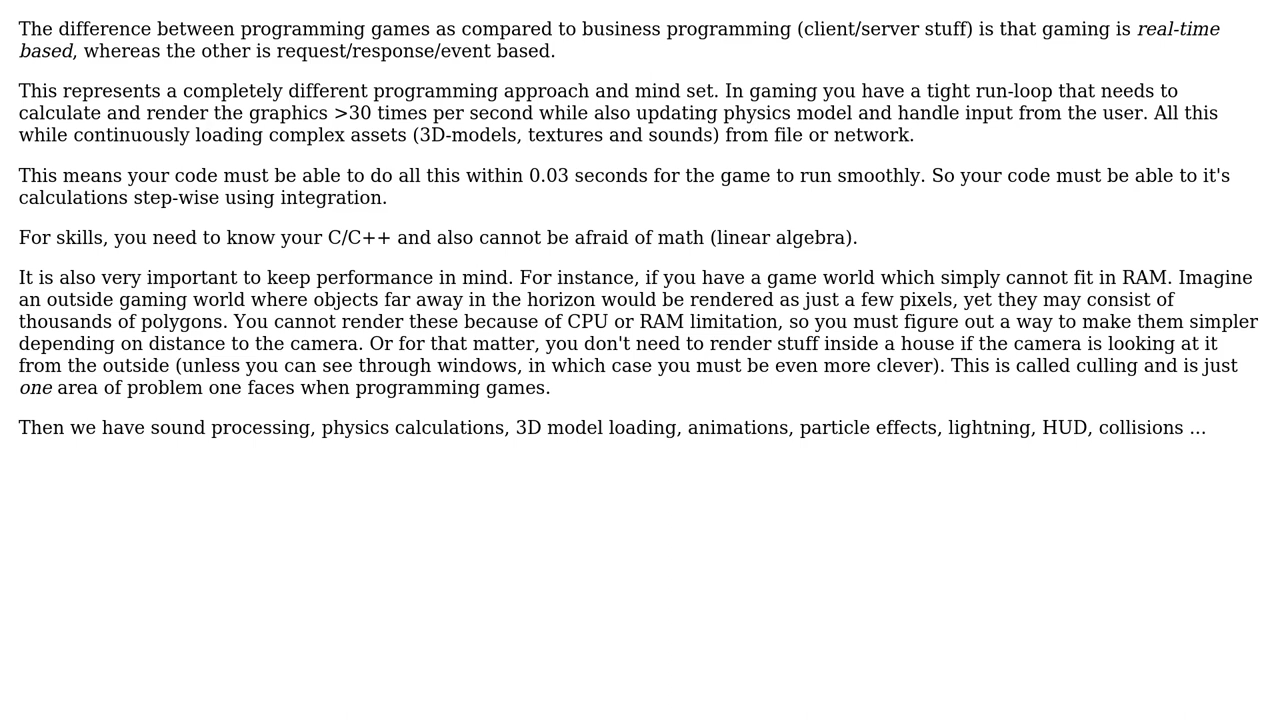 The difference between programming games as compared to business programming (client/server stuff) is that gaming is real-time
based, whereas the other is request/response/event based.
This represents a completely different programming approach and mind set. In gaming you have a tight run-loop that needs to
calculate and render the graphics >30 times per second while also updating physics model and handle input from the user. All this
while continuously loading complex assets (3D-models, textures and sounds) from file or network.
This means your code must be able to do all this within 0.03 seconds for the game to run smoothly. So your code must be able to it's
calculations step-wise using integration.
For skills, you need to know your C/C++ and also cannot be afraid of math (linear algebra).
It is also very important to keep performance in mind. For instance, if you have a game world which simply cannot fit in RAM. Imagine
an outside gaming world where objects far away in the horizon would be rendered as just a few pixels, yet they may consist of
thousands of polygons. You cannot render these because of CPU or RAM limitation, so you must figure out a way to make them simpler
depending on distance to the camera. Or for that matter, you don't need to render stuff inside a house if the camera is looking at it
from the outside (unless you can see through windows, in which case you must be even more clever). This is called culling and is just
one area of problem one faces when programming games.
Then we have sound processing, physics calculations, 3D model loading, animations, particle effects, lightning, HUD, collisions ...